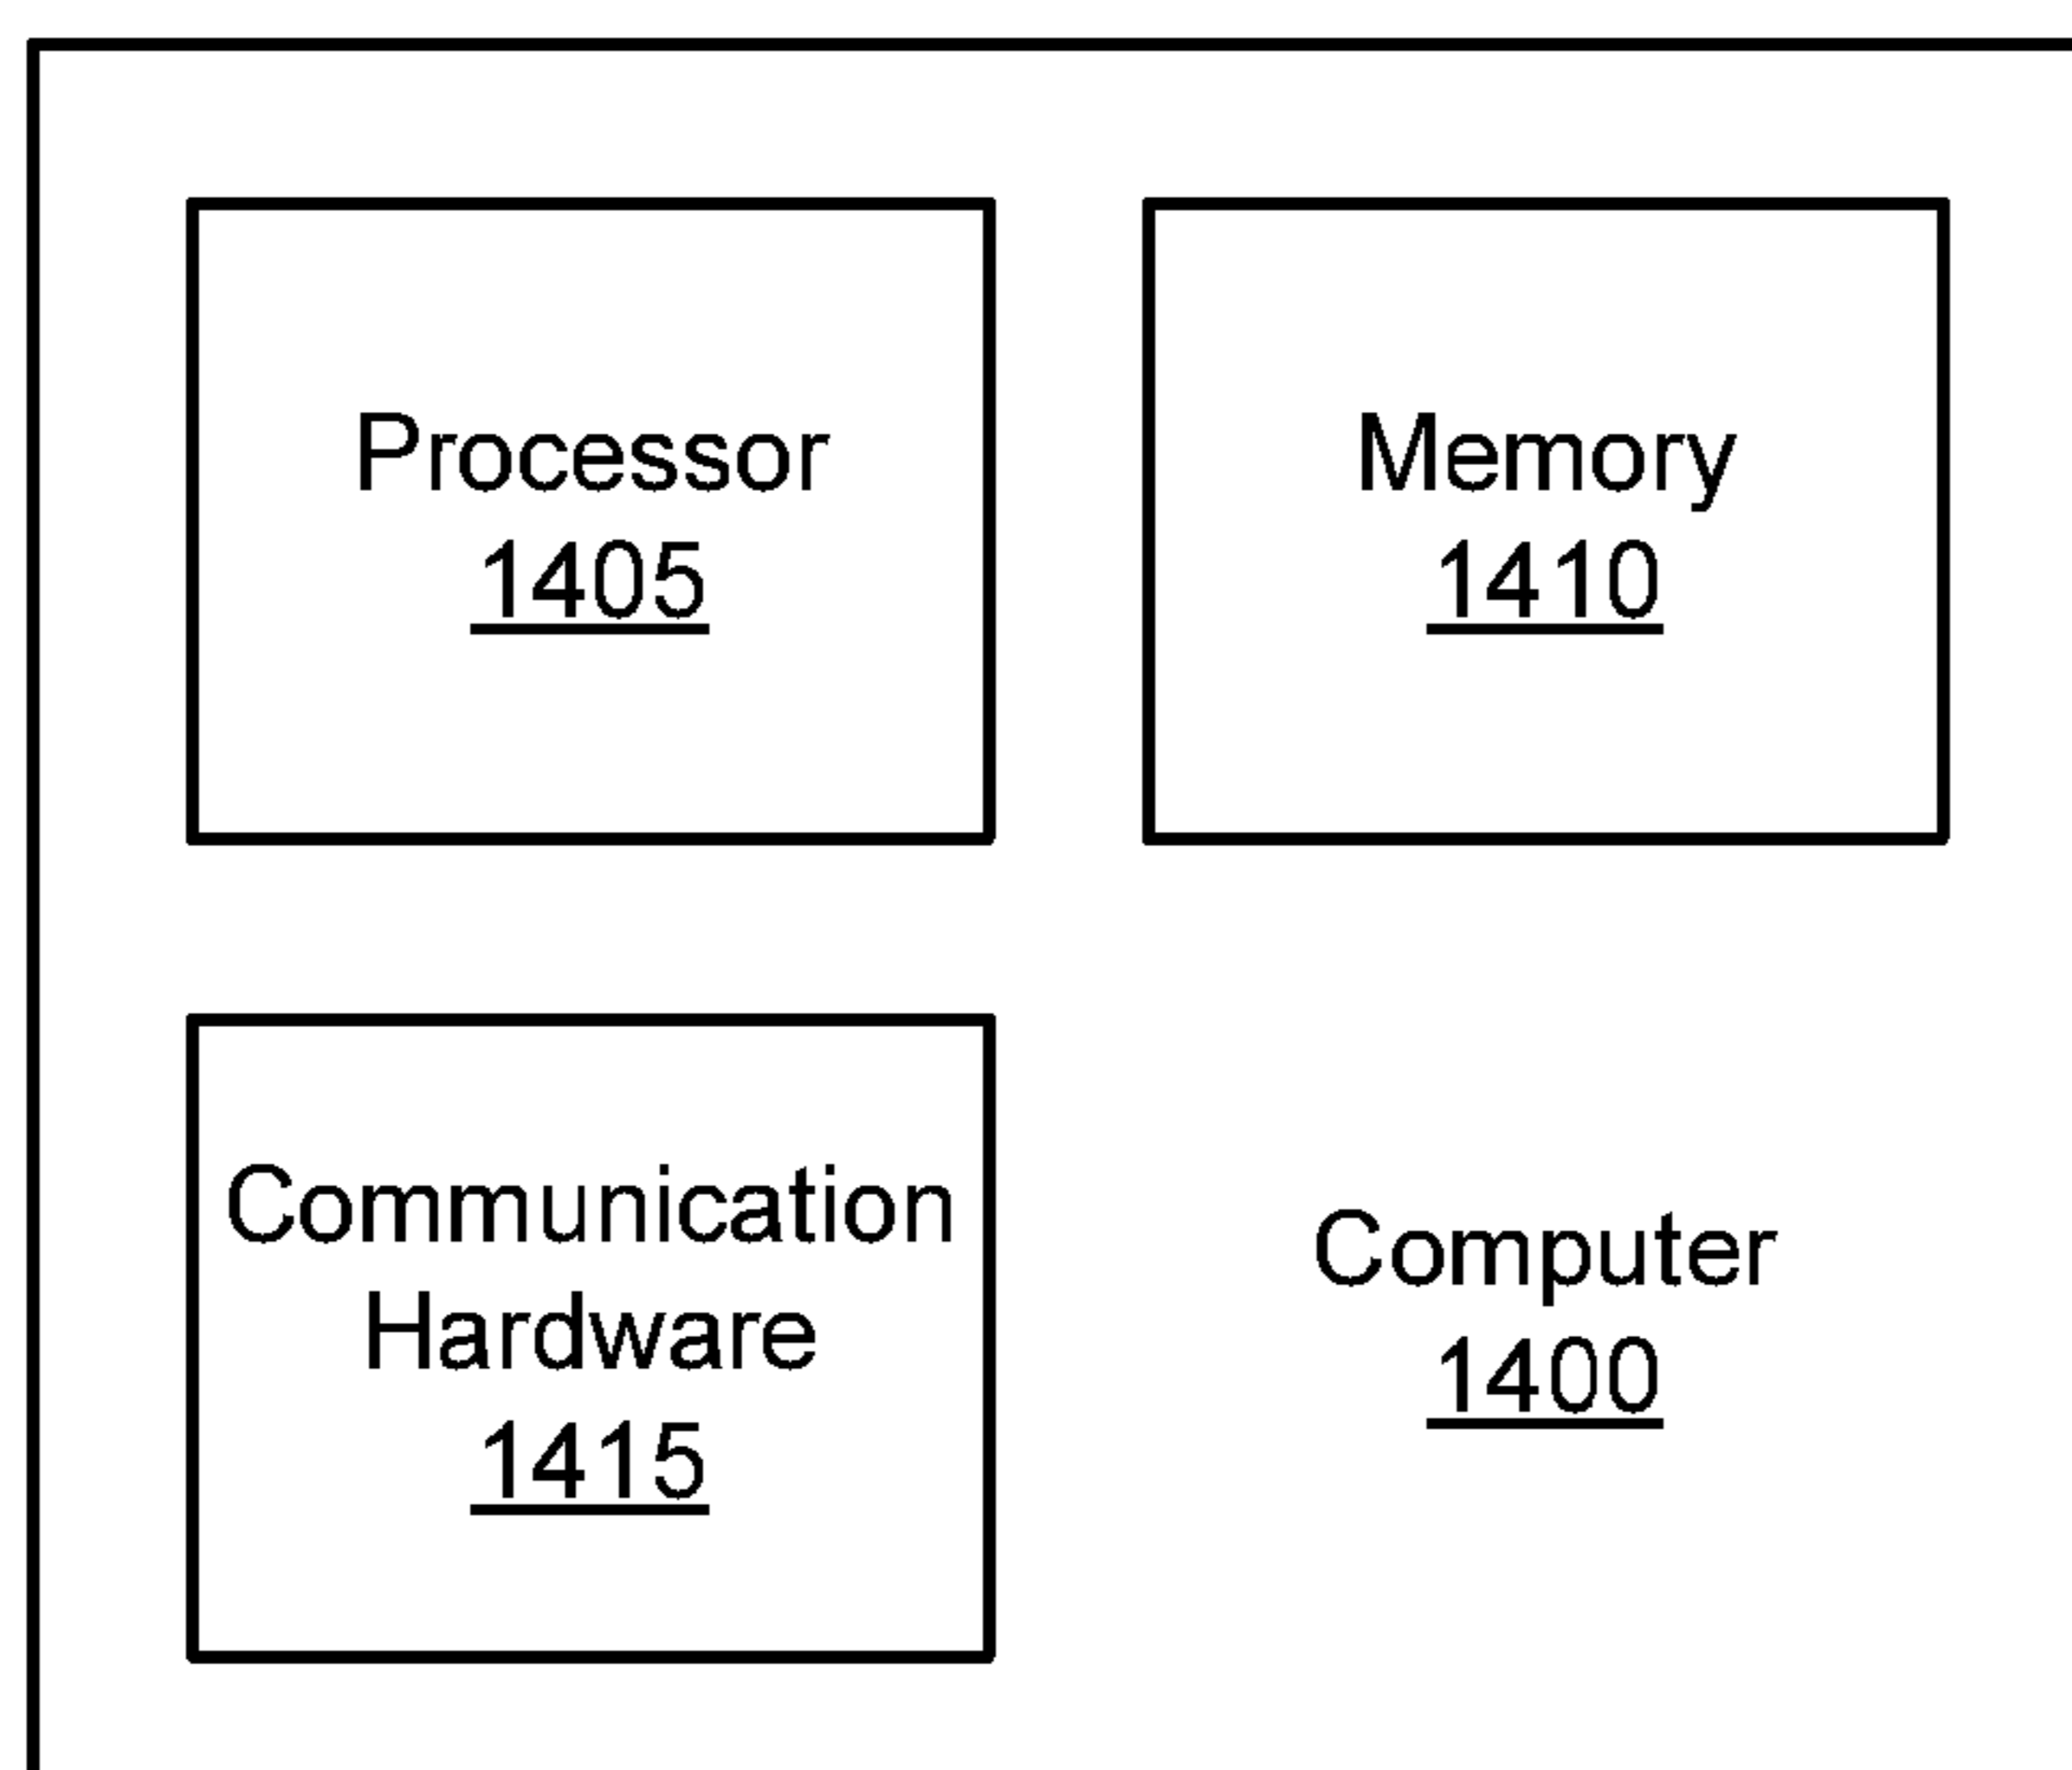 Processor
1405
Memory
1410
Communication
Hardware
1415
Computer
1400